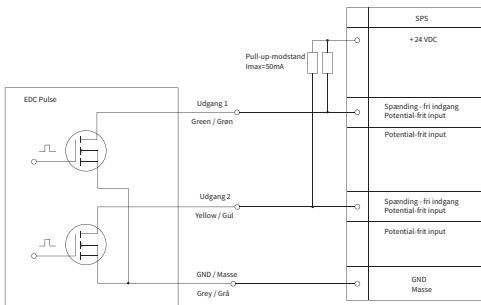 SPS
+ 24 VDC
Pull-up-modstand
Imax=50mA
EDC Pulse
Udgang 1
Green / Grøn
Spænding - fri indgang
Potential-frit input
Potential-frit input
Udgang 2
Yellow / Gul
Spænding - fri indgang
Potential-frit input
Potential-frit input
GND / Masse
Grey / Grå
GND
Masse